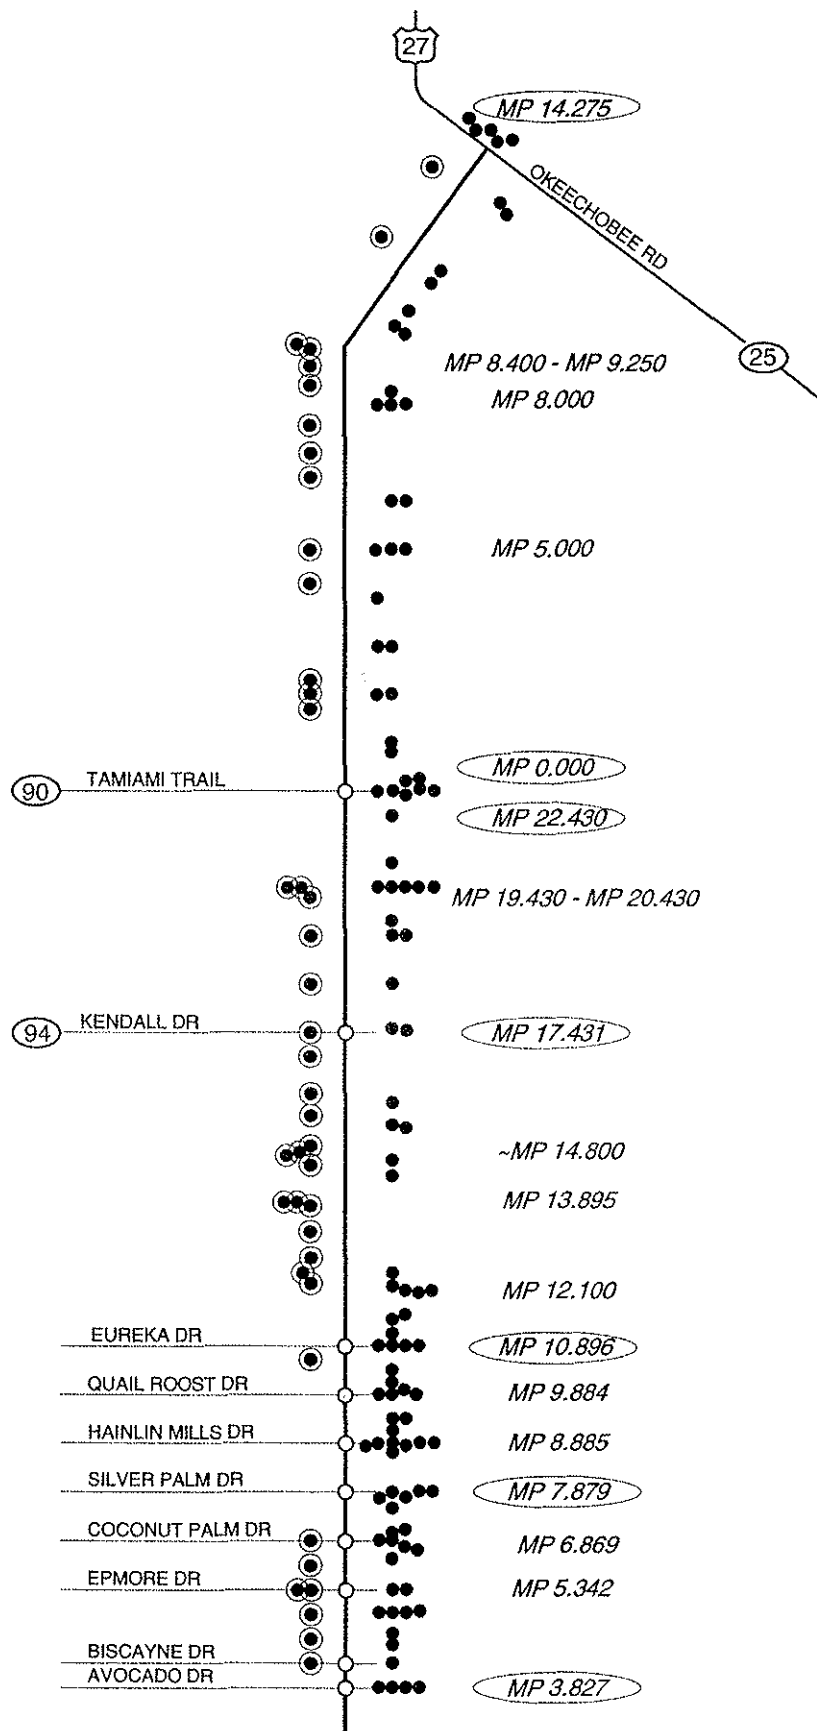 27
MP 14.275
OKEECHOBEE RD
25
MP 8.400 - MP 9.250
MP 8.000
MP 5.000
MP 0.000
90 TAMIAMI TRAIL
MP 22.430
MP 19.430 - MP 20.430
94 KENDALL DR MP 17.431
~MP 14.800
MP 13.895
MP 12.100
EUREKA DR MP 10.896
QUAIL ROOST DR MP 9.884
HAINLIN MILLS DR MP 8.885
SILVER PALM DR MP 7.879
COCONUT PALM DR MP 6.869
EPMORE DR MP 5.342
BISCAYNE DR
AVOCADO DR MP 3.827